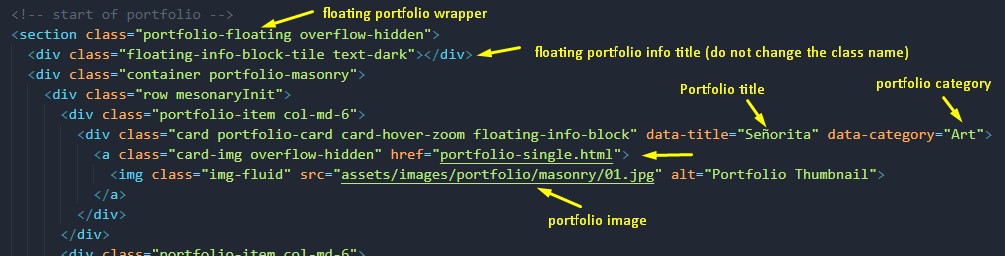 <!-- start of portfolio -->
floating portfolio wrapper
<section class="portfolio-floating overflow-hidden">
<div class="floating-info-block-tile text-dark"></div>
floating portfolio info title (do not change the class name)
<div class="container portfolio-masonry">
<div class="row mesonaryInit">
Portfolio title
portfolio category
<div class="portfolio-item col-md-6">
<div class="card portfolio-card card-hover-zoom floating-info-block" data-title="Señorita" data-category="Art">
<a class="card-img overflow-hidden" href="portfolio-single.html">
<img class="img-fluid" src="assets/images/portfolio/masonry/01.jpg" alt="Portfolio Thumbnail">
</a>
portfolio image
</div>
</div>
<div class="portfolio-item col-md-6">